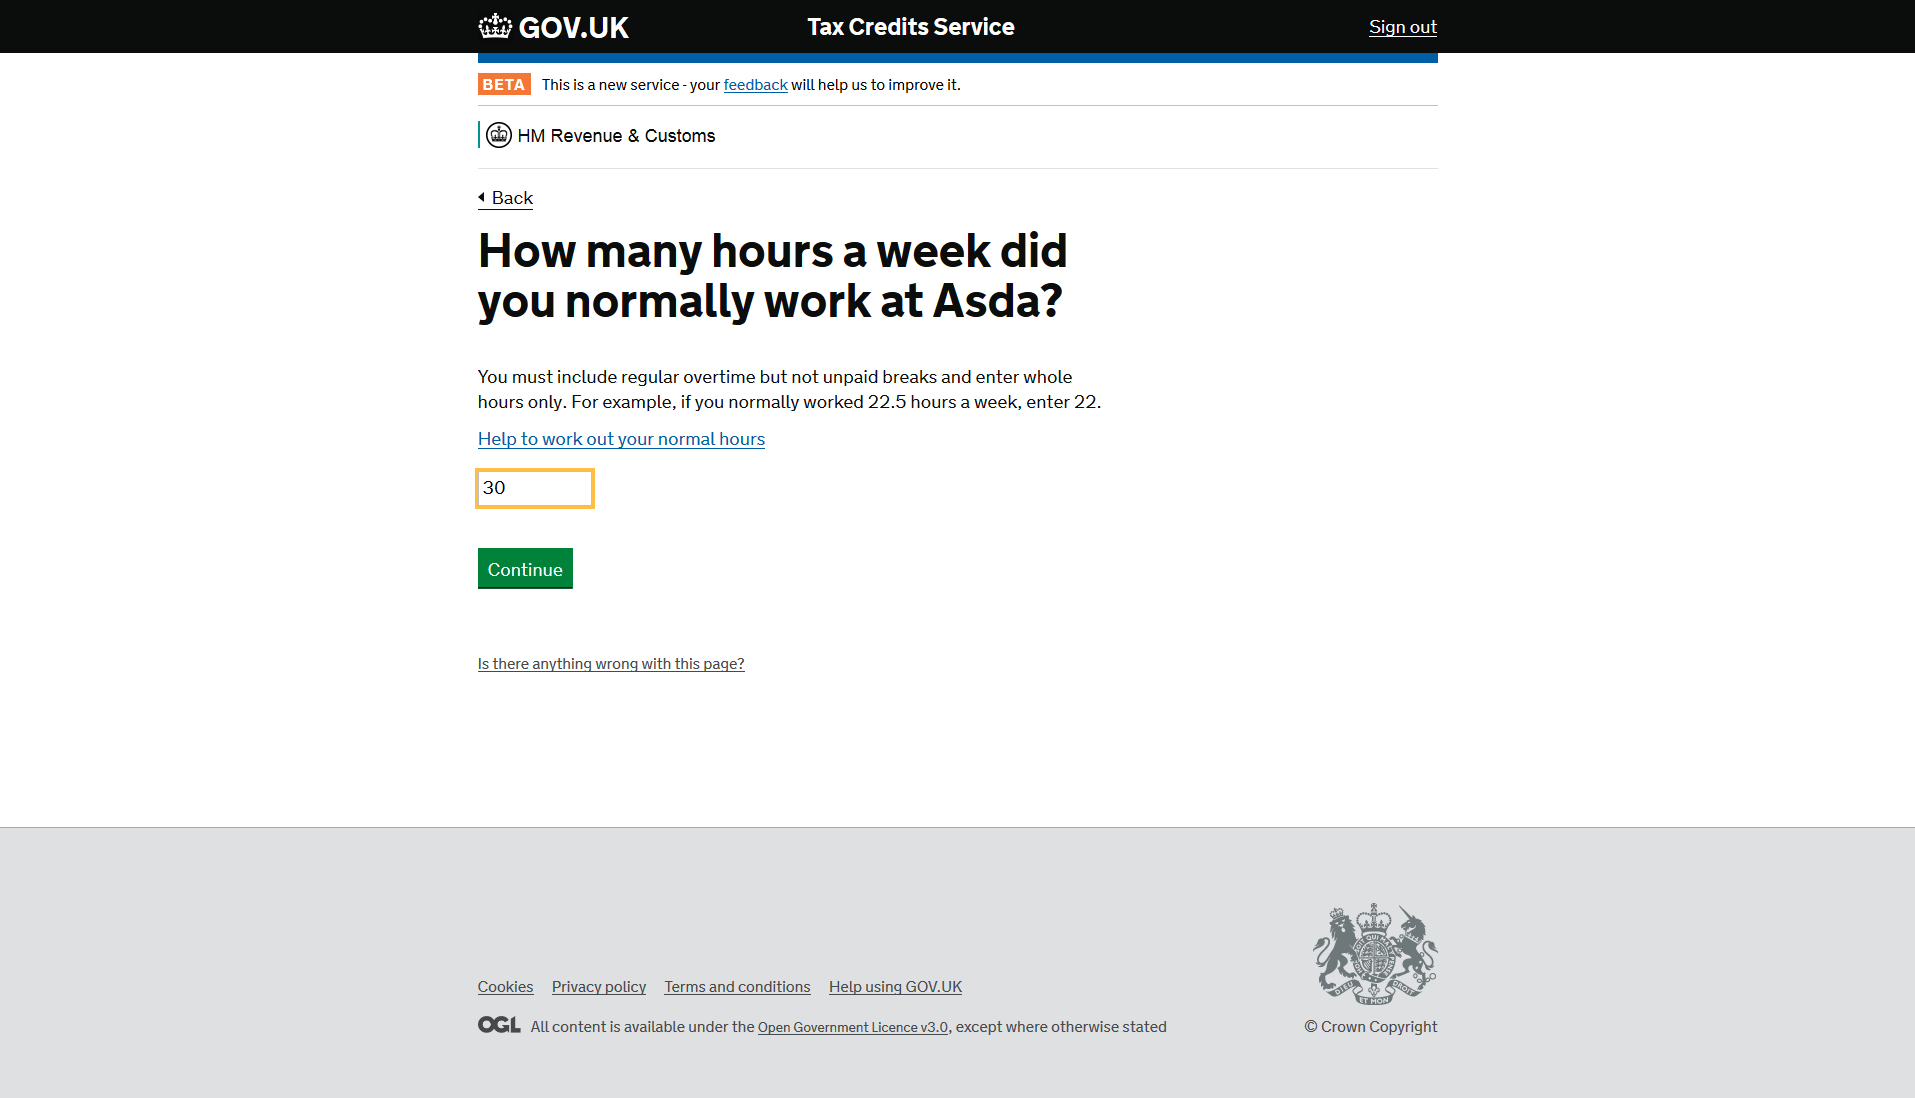 GOV.UK Tax Credits Service Sign out
BETA This is a new service - your feedback will help us to improve it.
HM Revenue & Customs
Back
How many hours a week did
you normally work at Asda?
You must include regular overtime but not unpaid breaks and enter whole
hours only. For example, if you normally worked 22.5 hours a week, enter 22.
Help to work out your normal hours
30
Continue
Is there anything wrong with this page?
Cookies Privacy policy Terms and conditions Help using GOV.UK
OGL All content is available under the Open Government Licence v3.0, except where otherwise stated
DIEU ET MON DROIT
© Crown Copyright